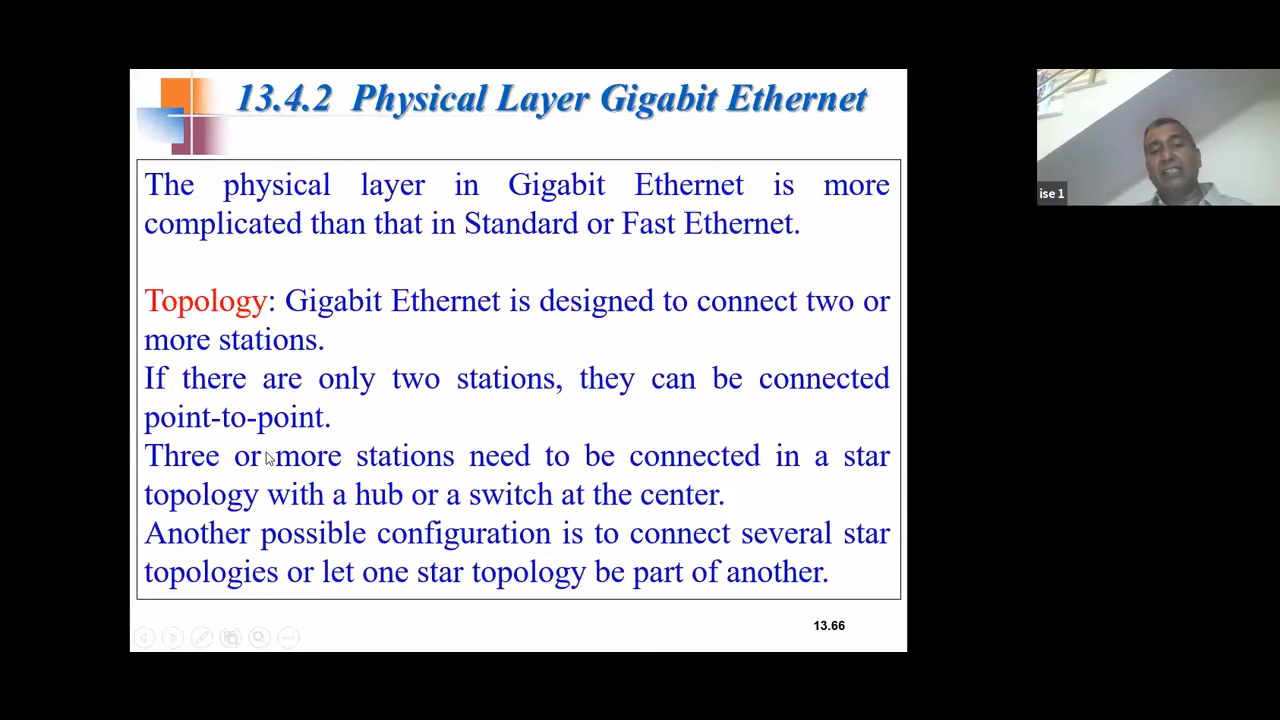 13.4.2 Physical Layer Gigabit Ethernet
The physical layer in Gigabit Ethernet is more
complicated than that in Standard or Fast Ethernet.
Topology: Gigabit Ethernet is designed to connect two or
more stations.
If there are only two stations, they can be connected
point-to-point.
Three or more stations need to be connected in a star
topology with a hub or a switch at the center.
Another possible configuration is to connect several star
topologies or let one star topology be part of another.
13.66
ise 1